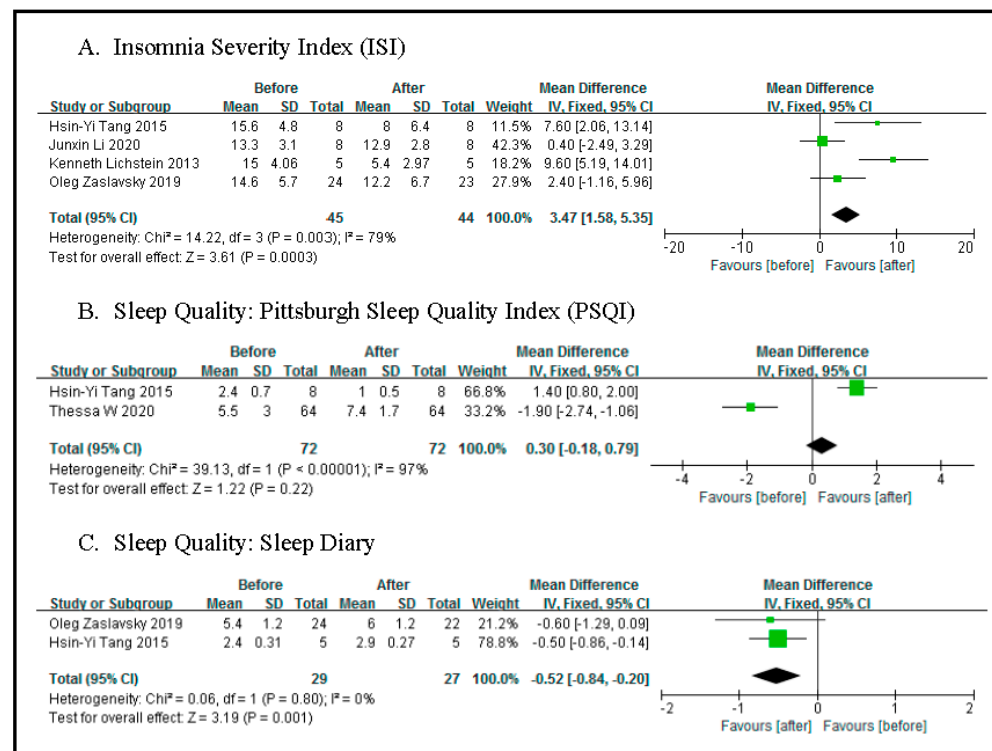 A. Insomnia Severity Index (ISI)
Before After Mean Difference Mean Difference
Study or Subgroup Mean SD Total Mean SD Total Weight IV, Fixed, 95% CI IV, Fixed, 95% CI
Hsin-Yi Tang 2015 15.6 4.8 8 8 6.4 8 11.5% 7.60 [2.06, 13.14]
Junxin Li 2020 13.3 3.1 8 12.9 2.8 8 42.3% 0.40 [-2.49, 3.29]
Kenneth Lichstein 2013 15 4.06 5 5.4 2.97 5 18.2% 9.60 [5.19, 14.01]
Oleg Zaslavsky 2019 14.6 5.7 24 12.2 6.7 23 27.9% 2.40 [-1.16, 5.96]
Total (95% CI) 45 44 100.0% 3.47 [1.58, 5.35]
Heterogeneity: Chi² = 14.22, df = 3 (P = 0.003); I² = 79%
Test for overall effect: Z = 3.61 (P = 0.0003)
-20 -10 0 10 20
Favours [before] Favours [after]
B. Sleep Quality: Pittsburgh Sleep Quality Index (PSQI)
Before After Mean Difference Mean Difference
Study or Subgroup Mean SD Total Mean SD Total Weight IV, Fixed, 95% CI IV, Fixed, 95% CI
Hsin-Yi Tang 2015 2.4 0.7 8 1 0.5 8 66.8% 1.40 [0.80, 2.00]
Thessa W 2020 5.5 3 64 7.4 1.7 64 33.2% -1.90 [-2.74, -1.06]
Total (95% CI) 72 72 100.0% 0.30 [-0.18, 0.79]
Heterogeneity: Chi² = 39.13, df = 1 (P < 0.00001); I² = 97%
Test for overall effect: Z = 1.22 (P = 0.22)
-4 -2 0 2 4
Favours [before] Favours [after]
C. Sleep Quality: Sleep Diary
Before After Mean Difference Mean Difference
Study or Subgroup Mean SD Total Mean SD Total Weight IV, Fixed, 95% CI IV, Fixed, 95% CI
Oleg Zaslavsky 2019 5.4 1.2 24 6 1.2 22 21.2% -0.60 [-1.29, 0.09]
Hsin-Yi Tang 2015 2.4 0.31 5 2.9 0.27 5 78.8% -0.50 [-0.86, -0.14]
Total (95% CI) 29 27 100.0% -0.52 [-0.84, -0.20]
Heterogeneity: Chi² = 0.06, df = 1 (P = 0.80); I² = 0%
Test for overall effect: Z = 3.19 (P = 0.001)
-2 -1 0 1 2
Favours [after] Favours [before]